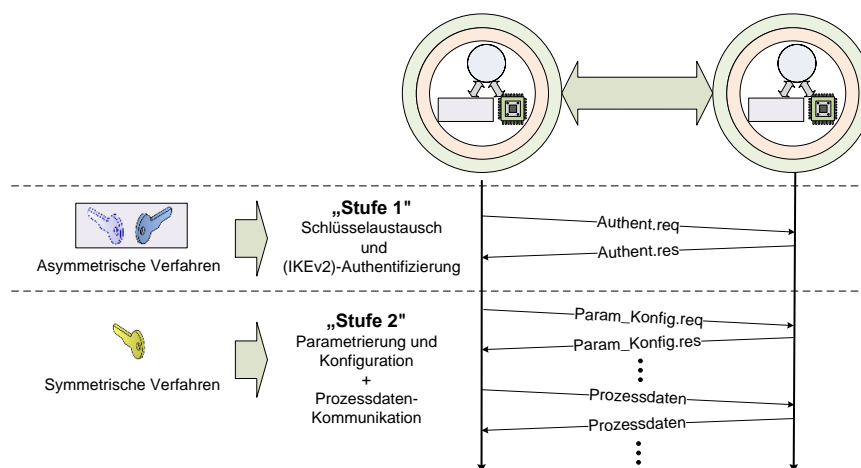 „Stufe 1"
Schlüsselaustausch
und
(IKEv2)-Authentifizierung
Asymmetrische Verfahren
Authent.req
Authent.res
„Stufe 2"
Parametrierung und
Konfiguration
+
Prozessdaten-
Kommunikation
Symmetrische Verfahren
Param_Konfig.req
Param_Konfig.res
Prozessdaten
Prozessdaten